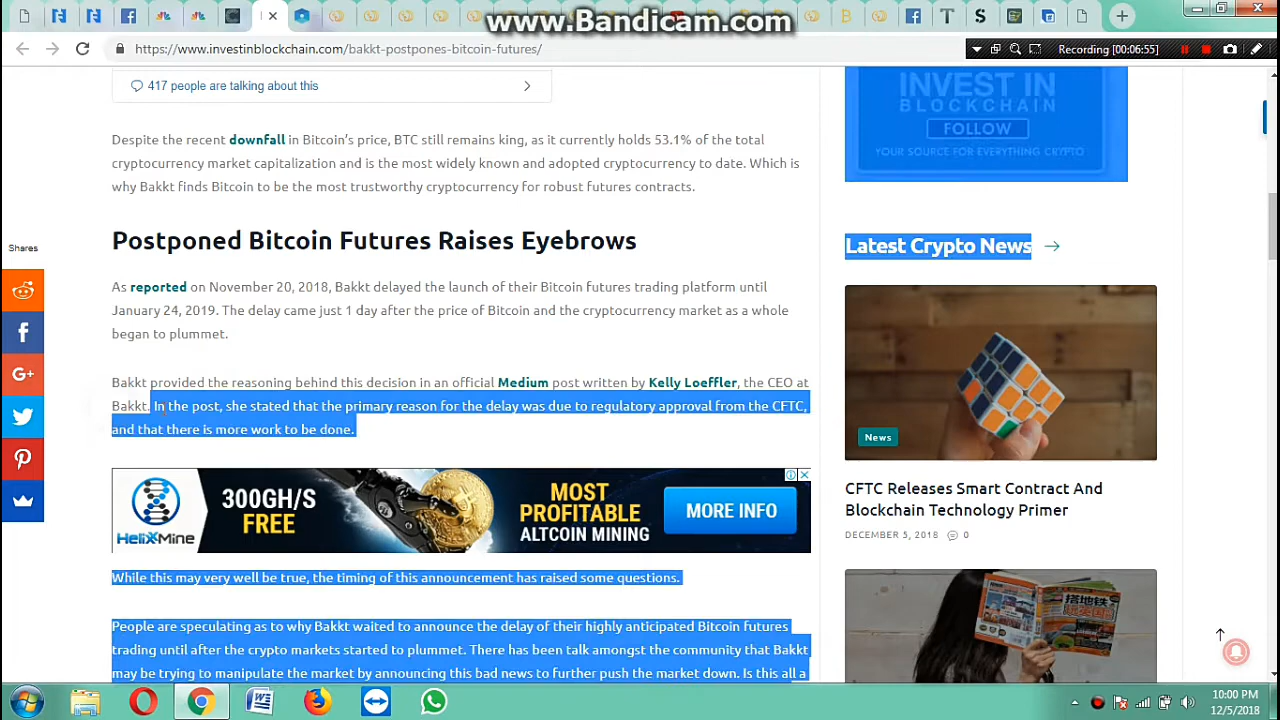 www.Bandicam.com
https://www.investinblockchain.com/bakkt-postpones-bitcoin-futures/
Recording [00:06:55]
417 people are talking about this
Despite the recent downfall in Bitcoin's price, BTC still remains king, as it currently holds 53.1% of the total
cryptocurrency market capitalization and is the most widely known and adopted cryptocurrency to date. Which is
why Bakkt finds Bitcoin to be the most trustworthy cryptocurrency for robust futures contracts.
Postponed Bitcoin Futures Raises Eyebrows
Shares
As reported on November 20, 2018, Bakkt delayed the launch of their Bitcoin futures trading platform until
January 24, 2019. The delay came just 1 day after the price of Bitcoin and the cryptocurrency market as a whole
began to plummet.
Bakkt provided the reasoning behind this decision in an official Medium post written by Kelly Loeffler, the CEO at
Bakkt. In the post, she stated that the primary reason for the delay was due to regulatory approval from the CFTC,
and that there is more work to be done.
HelixMine
300GH/S
FREE
MOST
PROFITABLE
ALTCOIN MINING
MORE INFO
While this may very well be true, the timing of this announcement has raised some questions.
People are speculating as to why Bakkt waited to announce the delay of their highly anticipated Bitcoin futures
trading until after the crypto markets started to plummet. There has been talk amongst the community that Bakkt
may be trying to manipulate the market by announcing this bad news to further push the market down. Is this all a
INVEST IN
BLOCKCHAIN
FOLLOW
YOUR SOURCE FOR EVERYTHING CRYPTO
Latest Crypto News
News
CFTC Releases Smart Contract And
Blockchain Technology Primer
DECEMBER 5, 2018 0
10:00 PM
12/5/2018